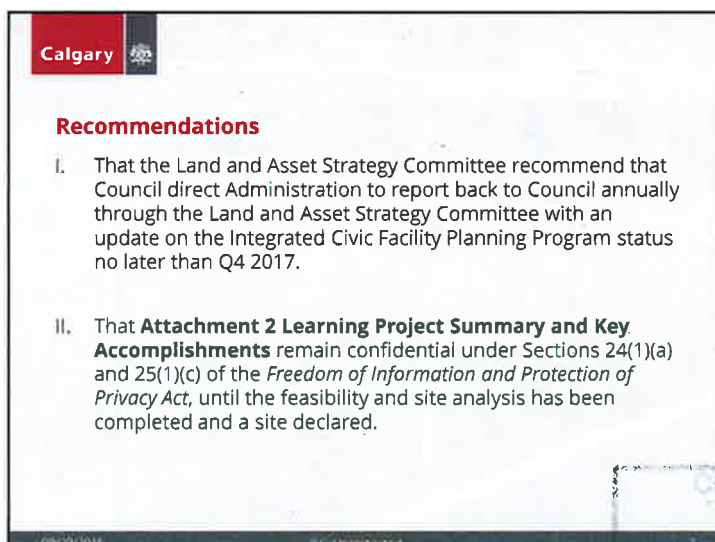 Calgary
Recommendations
I. That the Land and Asset Strategy Committee recommend that
Council direct Administration to report back to Council annually
through the Land and Asset Strategy Committee with an
update on the Integrated Civic Facility Planning Program status
no later than Q4 2017.
II. That Attachment 2 Learning Project Summary and Key
Accomplishments remain confidential under Sections 24(1)(a)
and 25(1)(c) of the Freedom of Information and Protection of
Privacy Act, until the feasibility and site analysis has been
completed and a site declared.